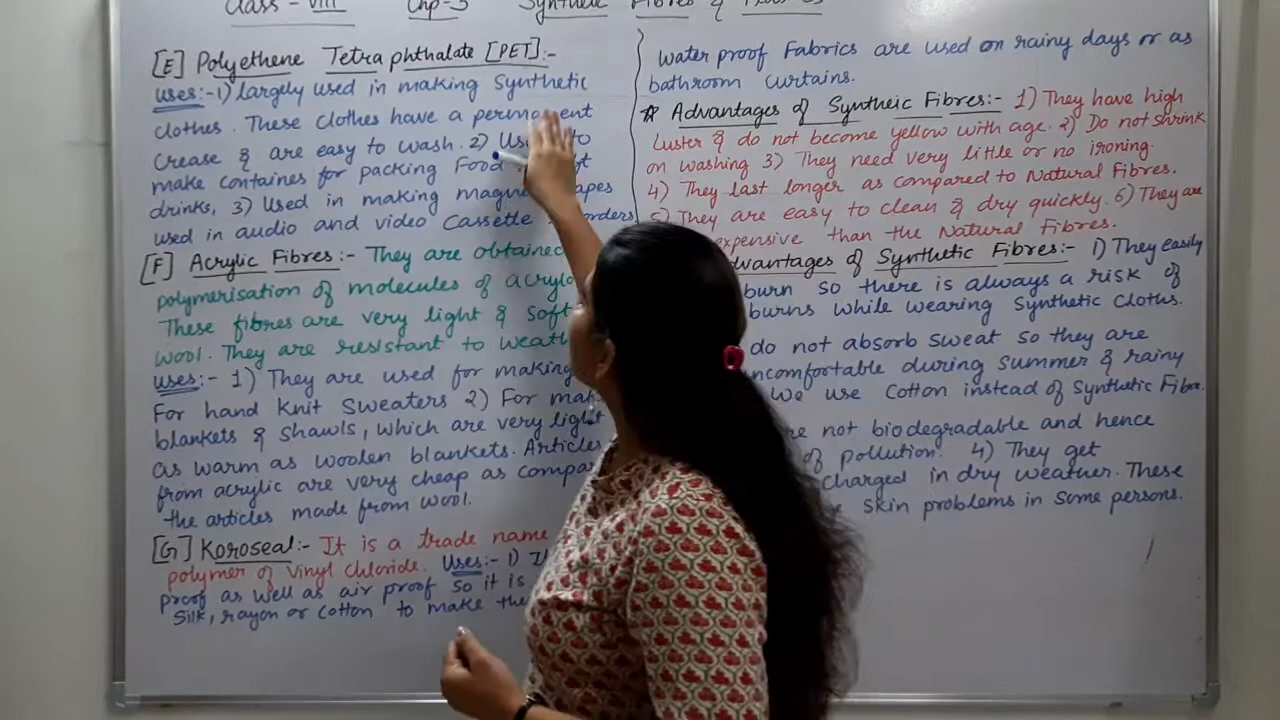 Class - VIII Chp-3 Synthetic Fibres &
[E] Polyethene Tetra phthalate [PET]:-
uses:- 1) largely used in making Synthetic
clothes. These clothes have a permanent
Crease & are easy to wash. 2) Used to
make containes for packing Food
drinks, 3) Used in making
used in audio and video Cassette
[F] Acrylic Fibres:- They are obtained
polymerisation of molecules of
These fibres are very light & soft
wool. They are resistant to
uses:- 1) They are used for making
For hand Knit Sweaters 2) For
blankets & Shawls, which are very light
as warm as woolen blankets. Articles
from acrylic are very cheap as
the articles made from wool.
[G] Koroseal:- It is a trade name
polymer of Vinyl Chloride. Uses:- 1)
proof as well as air proof so it is
Silk, rayon or cotton to make the
water proof Fabrics are used on rainy days or as
bathroom curtains.
* Advantages of Syntheic Fibres:- 1) They have high
Luster & do not become yellow with age. 2) Do not shrink
on washing 3) They need very little or no ironing.
4) They last longer as compared to Natural Fibres.
5) They are easy to clean & dry quickly. 6) They are
expensive than the Natural Fibres.
of Synthetic Fibres:- 1) They easily
burn so there is always a risk of
burns while wearing Synthetic Cloths.
do not absorb sweat so they are
during Summer & rainy
We use Cotton instead of Synthetic Fibre.
not biodegradable and hence
of pollution. 4) They get
charged in dry weather. These
Skin problems in some persons.